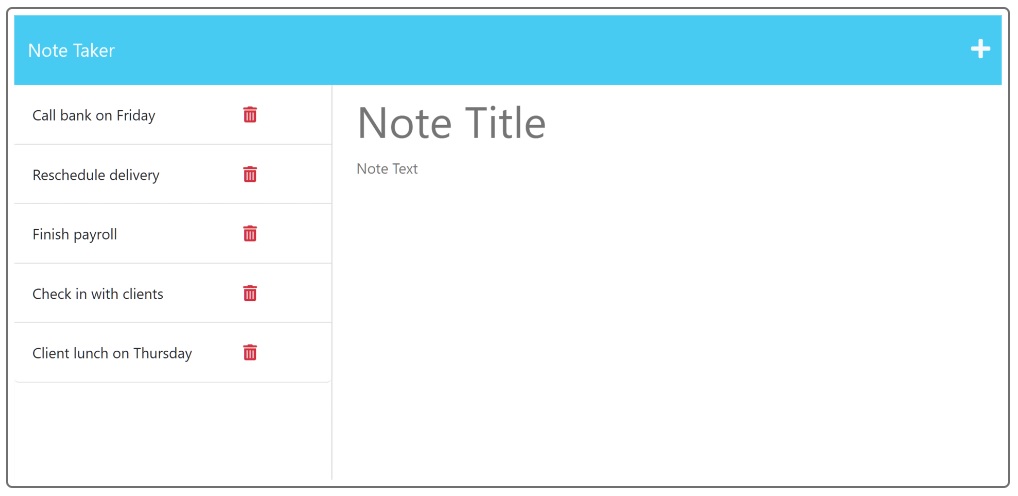 Note Taker
Call bank on Friday
Reschedule delivery
Finish payroll
Check in with clients
Client lunch on Thursday
Note Title
Note Text